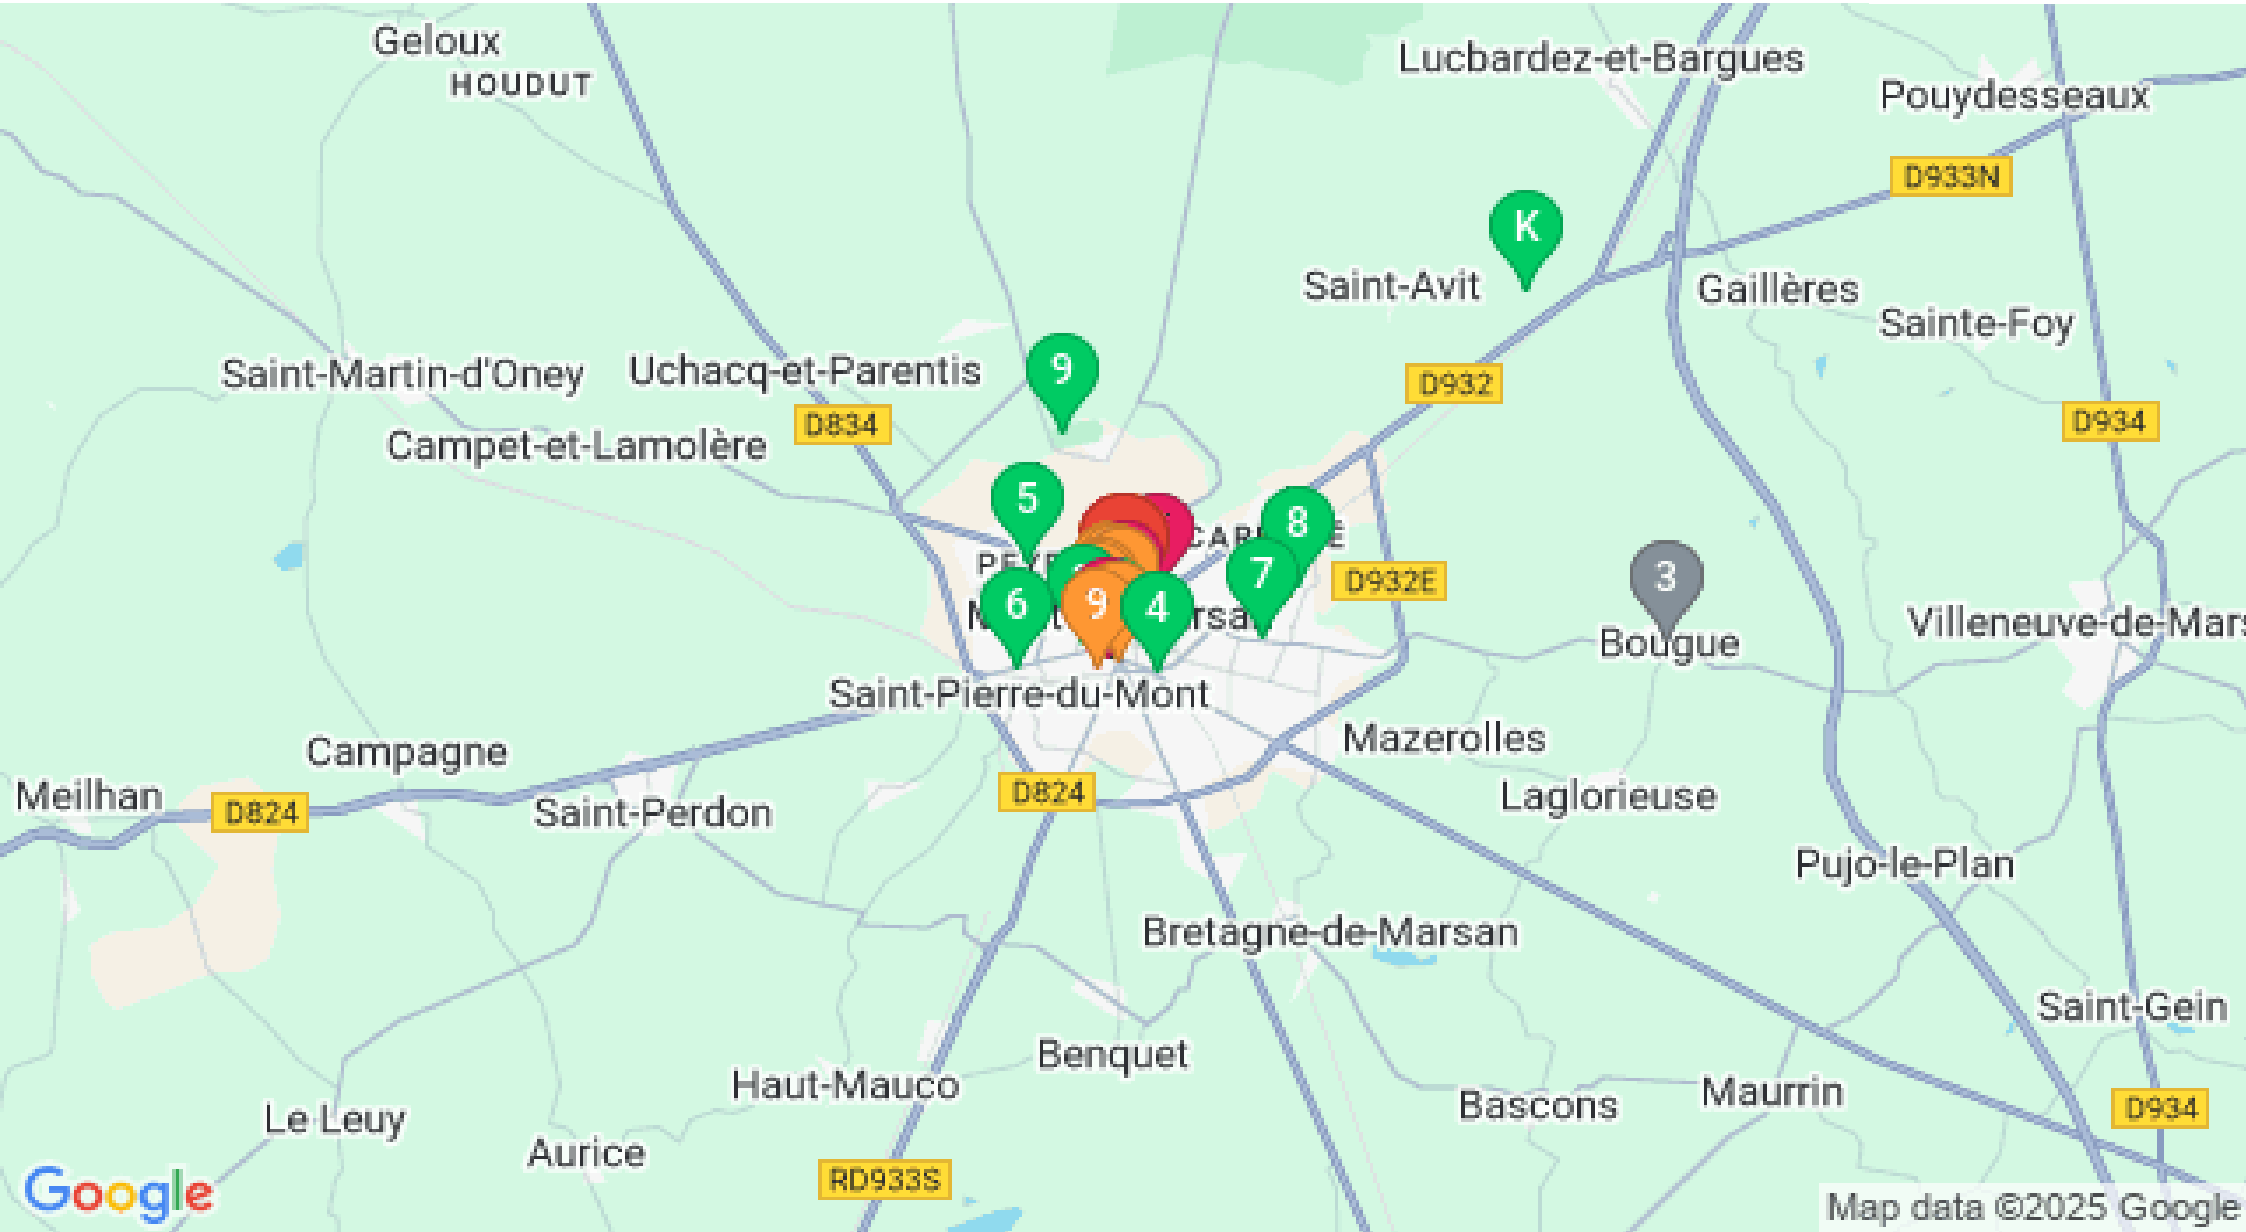 Geloux
HOUDUT
Lucbardez-et-Bargues
Pouydesseaux
D933N
K
Saint-Avit
Gaillères
Sainte-Foy
Saint-Martin-d'Oney
Uchacq-et-Parentis
9
D932
D834
D934
Campet-et-Lamolère
5
8
7
D932E
3
6
9
4
Bougue
Villeneuve-de-Mars
Saint-Pierre-du-Mont
Mazerolles
Campagne
Meilhan
D824
Saint-Perdon
D824
Laglorieuse
Pujo-le-Plan
Bretagne-de-Marsan
Saint-Gein
Benquet
Haut-Mauco
Bascons
Maurrin
D934
Le Leuy
Aurice
RD933S
Google
Map data ©2025 Google